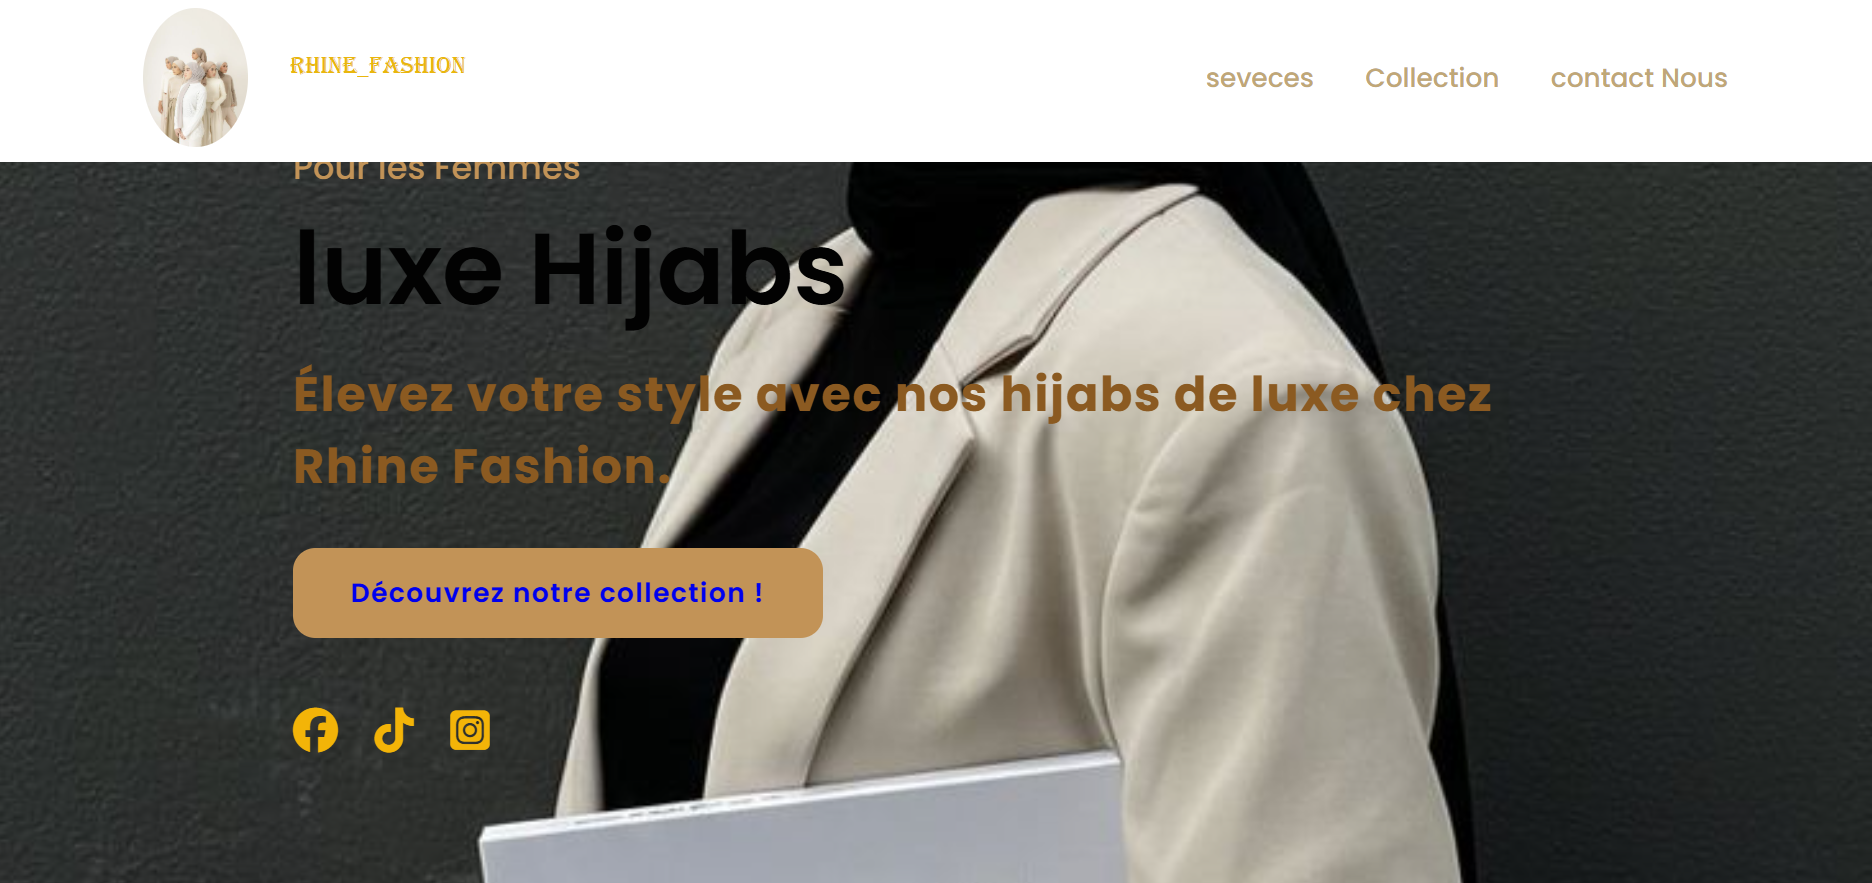 RHINE_FASHION
seveces Collection contact Nous
Pour les Femmes
luxe Hijabs
Élevez votre style avec nos hijabs de luxe chez
Rhine Fashion.
Découvrez notre collection !